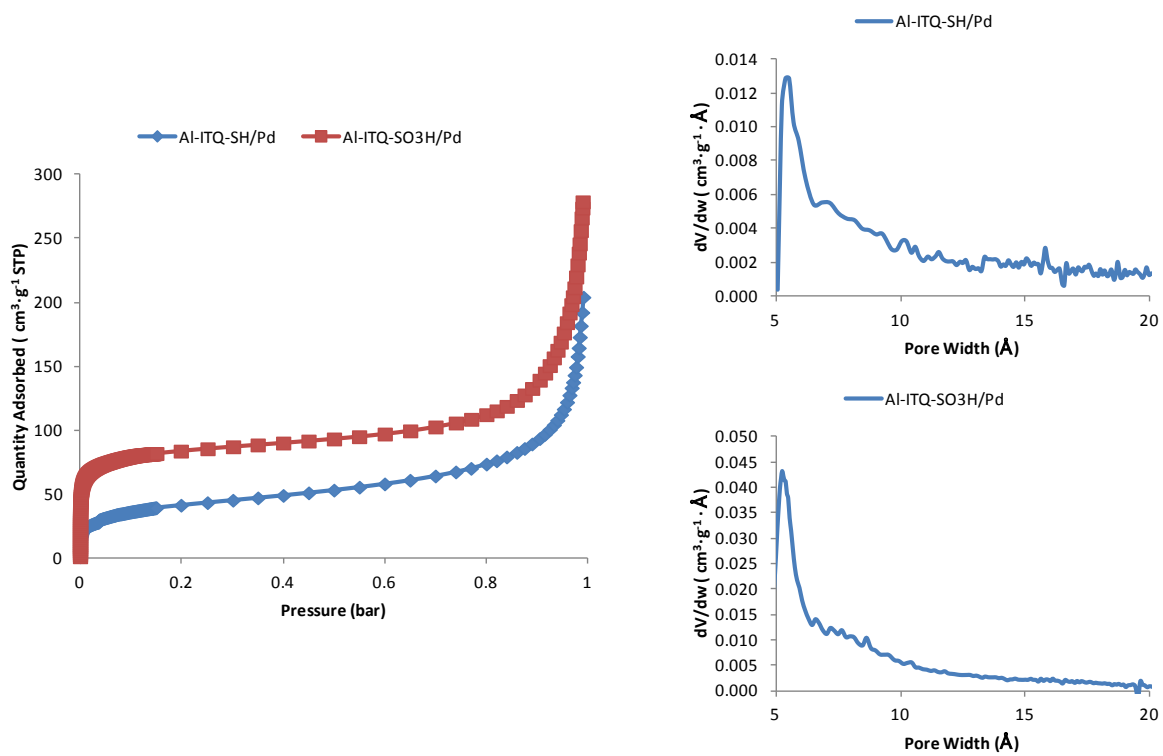 Al-ITQ-SH/Pd Al-ITQ-SO3H/Pd
Quantity Adsorbed ( cm³·g⁻¹ STP)
300
250
200
150
100
50
0
0 0.2 0.4 0.6 0.8 1
Pressure (bar)
Al-ITQ-SH/Pd
dV/dw ( cm³·g⁻¹ · Å)
0.014
0.012
0.010
0.008
0.006
0.004
0.002
0.000
5 10 15 20
Pore Width (Å)
Al-ITQ-SO3H/Pd
dV/dw ( cm³·g⁻¹ · Å)
0.050
0.045
0.040
0.035
0.030
0.025
0.020
0.015
0.010
0.005
0.000
5 10 15 20
Pore Width (Å)